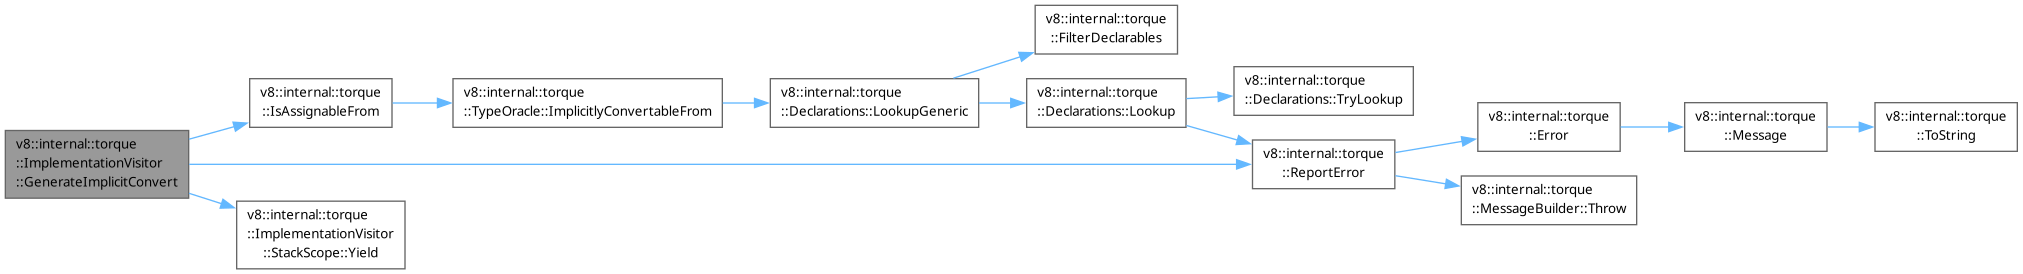 v8::internal::torque
::ImplementationVisitor
::GenerateImplicitConvert
v8::internal::torque
::IsAssignableFrom
v8::internal::torque
::TypeOracle::ImplicitlyConvertableFrom
v8::internal::torque
::Declarations::LookupGeneric
v8::internal::torque
::FilterDeclarables
v8::internal::torque
::Declarations::Lookup
v8::internal::torque
::Declarations::TryLookup
v8::internal::torque
::ReportError
v8::internal::torque
::Error
v8::internal::torque
::Message
v8::internal::torque
::ToString
v8::internal::torque
::MessageBuilder::Throw
v8::internal::torque
::ImplementationVisitor
::StackScope::Yield